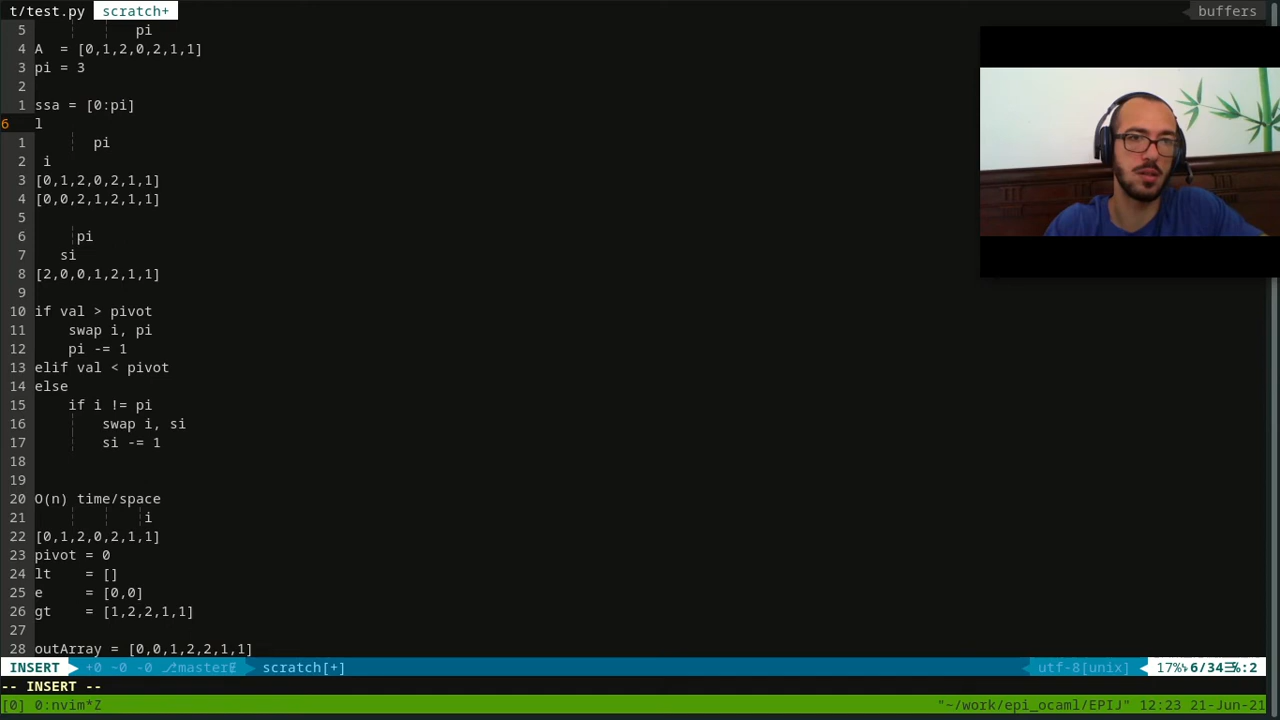 t/test.py scratch+ buffers
5 pi
4 A = [0,1,2,0,2,1,1]
3 pi = 3
2
1 ssa = [0:pi]
6 l
1 pi
2 i
3 [0,1,2,0,2,1,1]
4 [0,0,2,1,2,1,1]
5
6 pi
7 si
8 [2,0,0,1,2,1,1]
9
10 if val > pivot
11 swap i, pi
12 pi -= 1
13 elif val < pivot
14 else
15 if i != pi
16 swap i, si
17 si -= 1
18
19
20 O(n) time/space
21 i
22 [0,1,2,0,2,1,1]
23 pivot = 0
24 lt = []
25 e = [0,0]
26 gt = [1,2,2,1,1]
27
28 outArray = [0,0,1,2,2,1,1]
INSERT +0 ~0 -0 master scratch[+] utf-8[unix] 17% 6/34 :2
-- INSERT --
[0] 0:nvim*Z "~/work/epi_ocaml/EPIJ" 12:23 21-Jun-21